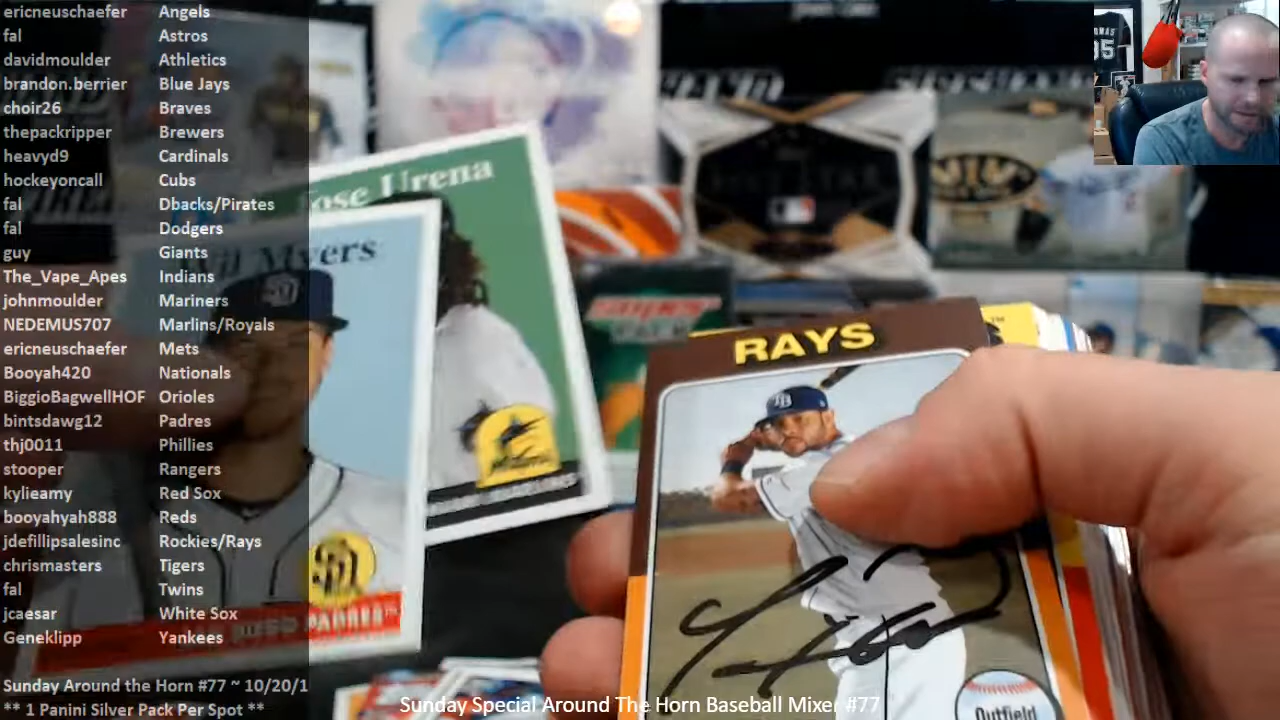 ericneuschaefer Angels
fal Astros
davidmoulder Athletics
brandon.berrier Blue Jays
choir26 Braves
thepackripper Brewers
heavyd9 Cardinals
hockeyoncall Cubs
fal Dbacks/Pirates
fal Dodgers
guy Giants
The_Vape_Apes Indians
johnmoulder Mariners
NEDEMUS707 Marlins/Royals
ericneuschaefer Mets
Booyah420 Nationals
BiggioBagwellHOF Orioles
bintsdawg12 Padres
thj0011 Phillies
stooper Rangers
kylieamy Red Sox
booyahyah888 Reds
jdefillipsalesinc Rockies/Rays
chrismasters Tigers
fal Twins
jcaesar White Sox
Geneklipp Yankees
Sunday Around the Horn #77 ~ 10/20/1
** 1 Panini Silver Pack Per Spot **
Jose Urena
Myers
SD
PADRES
RAYS
TB
Outfield
Sunday Special Around The Horn Baseball Mixer #77